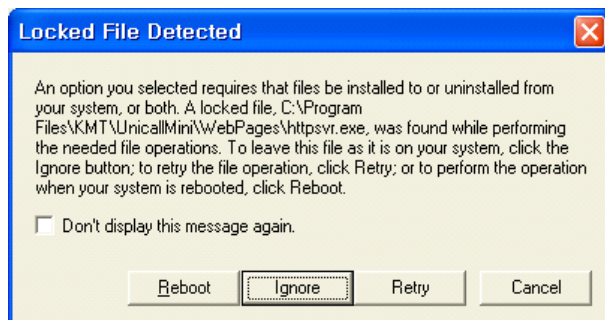 Locked File Detected
An option you selected requires that files be installed to or uninstalled from
your system, or both. A locked file, C:\Program
Files\KMT\UnicallMini\WebPages\httpsvr.exe, was found while performing
the needed file operations. To leave this file as it is on your system, click the
Ignore button; to retry the file operation, click Retry; or to perform the operation
when your system is rebooted, click Reboot.
Don't display this message again.
Reboot Ignore Retry Cancel